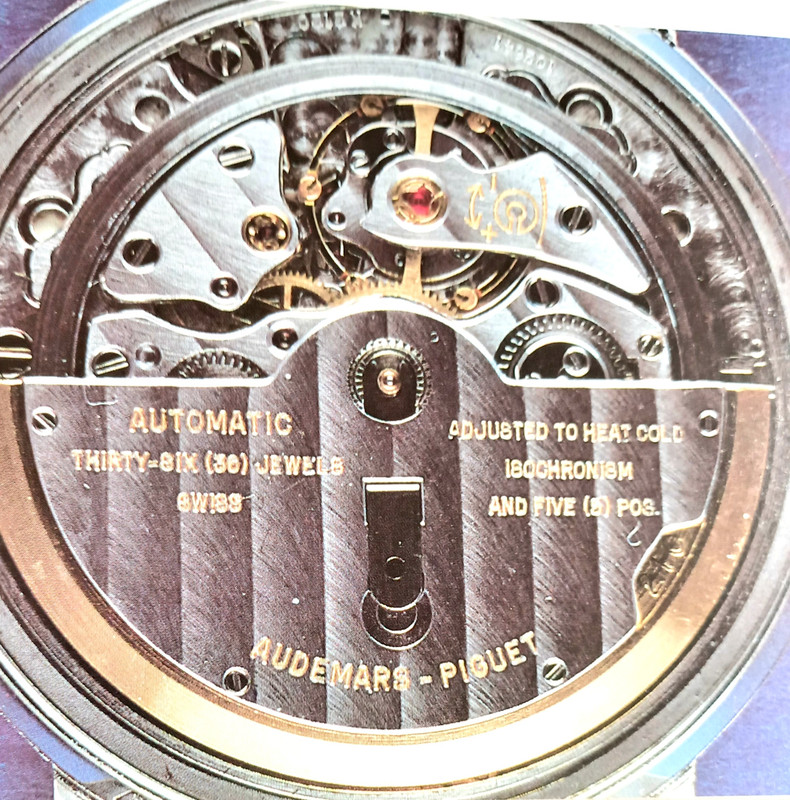 AUTOMATIC
THIRTY-SIX (36) JEWELS
SWISS
ADJUSTED TO HEAT COLD
ISOCHRONISM
AND FIVE (5) POS.
AUDEMARS - PIGUET